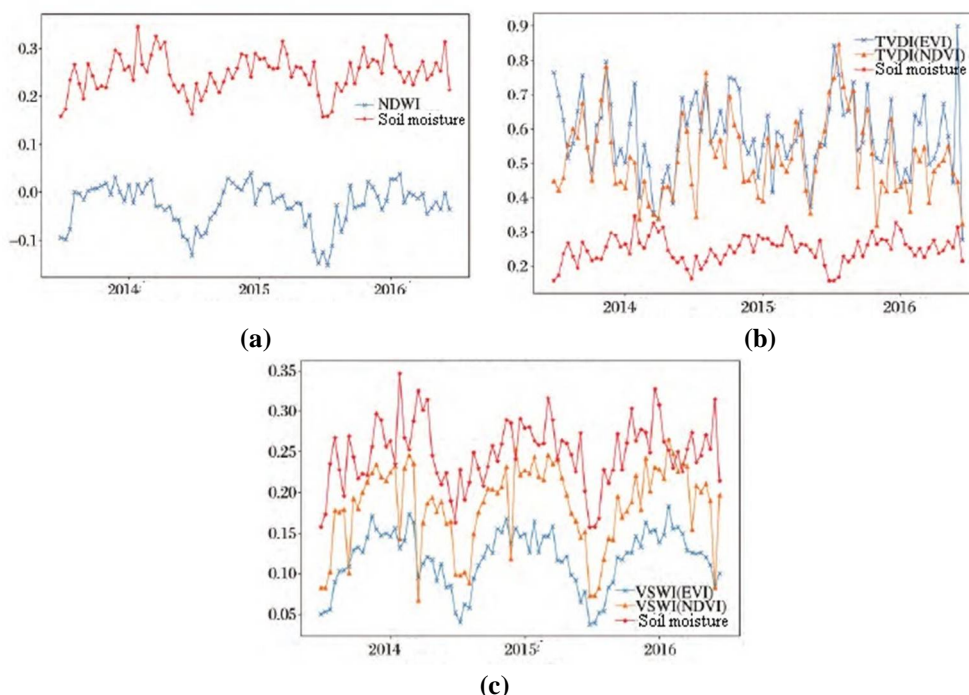 0.3
0.2
0.1
0.0
−0.1
NDWI
Soil moisture
2014
2015
2016
(a)
0.9
0.8
0.7
0.6
0.5
0.4
0.3
0.2
TVDI(EVI)
TVDI(NDVI)
Soil moisture
2014
2015
2016
(b)
0.35
0.30
0.25
0.20
0.15
0.10
0.05
VSWI(EVI)
VSWI(NDVI)
Soil moisture
2014
2015
2016
(c)